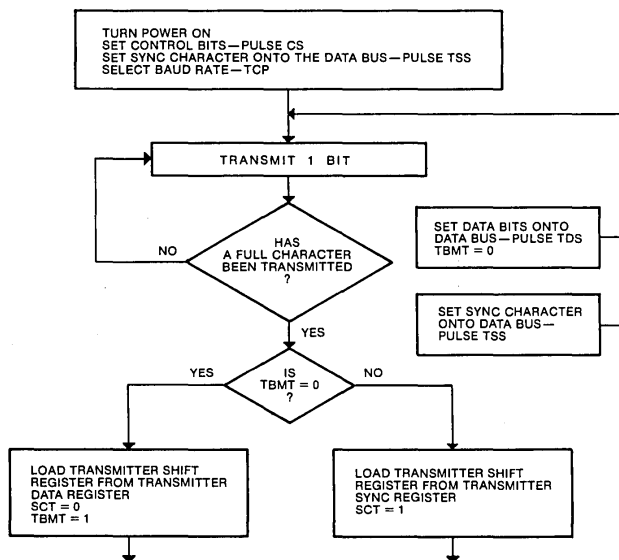 TURN POWER ON
SET CONTROL BITS—PULSE CS
SET SYNC CHARACTER ONTO THE DATA BUS—PULSE TSS
SELECT BAUD RATE—TCP
TRANSMIT 1 BIT
HAS
A FULL CHARACTER
BEEN TRANSMITTED
?
NO
SET DATA BITS ONTO
DATA BUS—PULSE TDS
TBMT = 0
SET SYNC CHARACTER
ONTO DATA BUS—
PULSE TSS
YES
IS
TBMT = 0
?
YES
NO
LOAD TRANSMITTER SHIFT
REGISTER FROM TRANSMITTER
DATA REGISTER
SCT = 0
TBMT = 1
LOAD TRANSMITTER SHIFT
REGISTER FROM TRANSMITTER
SYNC REGISTER
SCT = 1